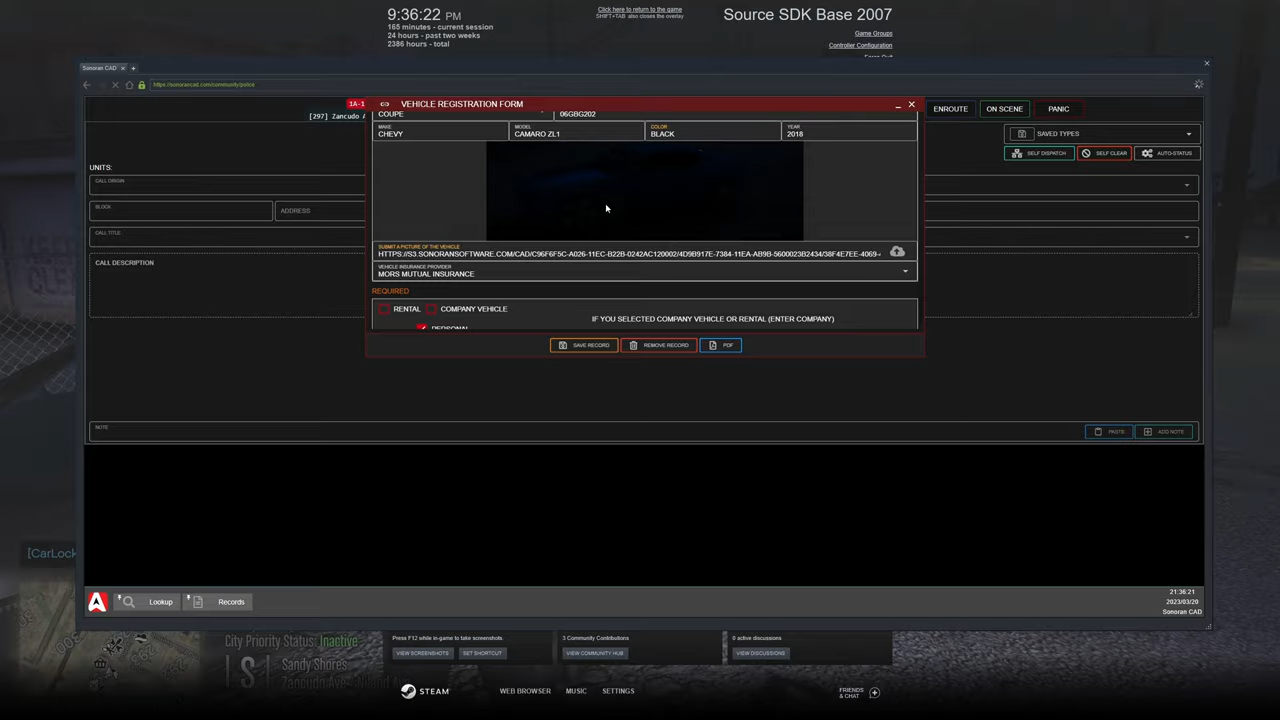 9:36:22 PM
165 minutes - current session
24 hours - past two weeks
2386 hours - total
Click here to return to the game
SHIFT+TAB also closes the overlay
Source SDK Base 2007
Game Groups
Controller Configuration
Force Quit
Sonoran CAD
https://sonorancad.com/community/police
1A-1
[297] Zancudo A
VEHICLE REGISTRATION FORM
ENROUTE
ON SCENE
PANIC
COUPE
06GBG202
MAKE
CHEVY
MODEL
CAMARO ZL1
COLOR
BLACK
YEAR
2018
SAVED TYPES
SELF DISPATCH
SELF CLEAR
AUTO-STATUS
UNITS:
CALL ORIGIN
BLOCK
ADDRESS
CALL TITLE
CALL DESCRIPTION
SUBMIT A PICTURE OF THE VEHICLE
HTTPS://S3.SONORANSOFTWARE.COM/CAD/C96F6F5C-A026-11EC-B22B-0242AC120002/4D9B917E-7384-11EA-AB9B-5600023B2434/38F4E7EE-4069-
VEHICLE INSURANCE PROVIDER
MORS MUTUAL INSURANCE
REQUIRED
RENTAL
COMPANY VEHICLE
IF YOU SELECTED COMPANY VEHICLE OR RENTAL (ENTER COMPANY)
PERSONAL
SAVE RECORD
REMOVE RECORD
PDF
NOTE
PASTE
ADD NOTE
[CarLock
Lookup
Records
21:36:21
2023/03/20
Sonoran CAD
City Priority Status: Inactive
S
Sandy Shores
Press F12 while in-game to take screenshots.
VIEW SCREENSHOTS
SET SHORTCUT
3 Community Contributions
VIEW COMMUNITY HUB
0 active discussions
VIEW DISCUSSIONS
STEAM
WEB BROWSER
MUSIC
SETTINGS
FRIENDS
& CHAT